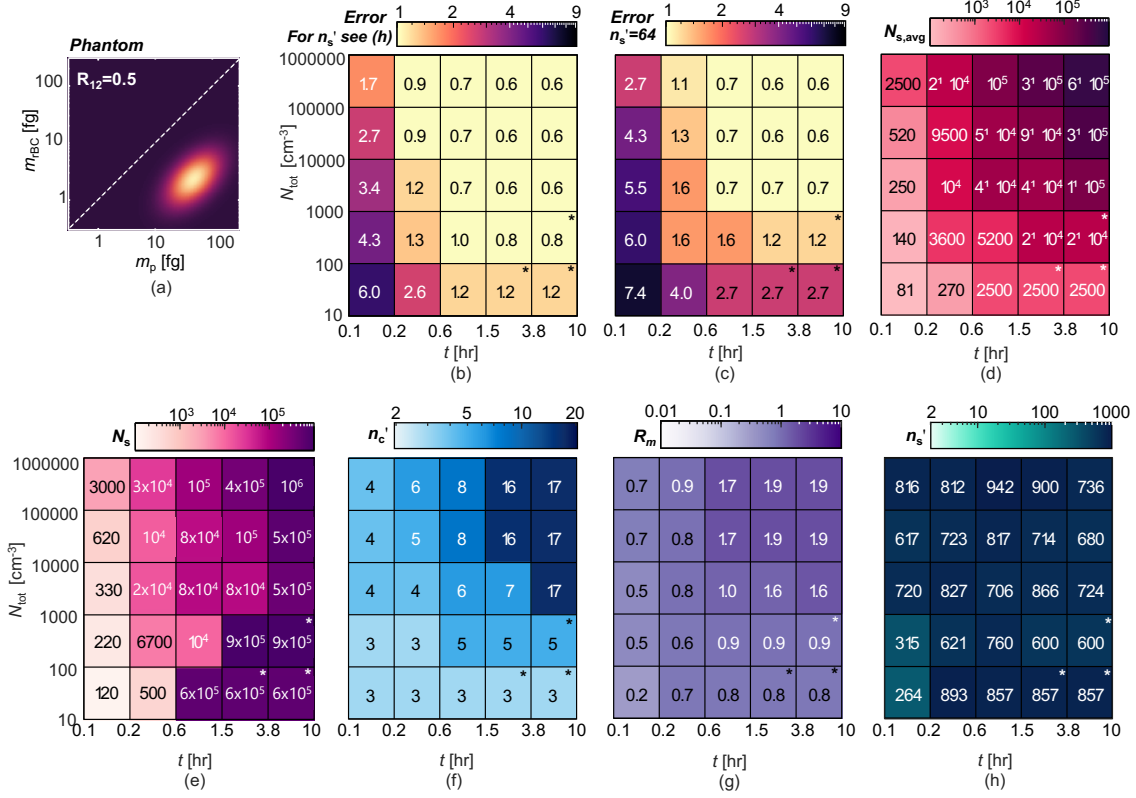 Phantom
R12=0.5
100
10
1
m_rBC [fg]
1 10 100
m_p [fg]
(a)
1 2 4 9
Error
For n_s' see (h)
1000000
100000
10000
1000
100
10
N_tot [cm-3]
1.7 0.9 0.7 0.6 0.6
2.7 0.9 0.7 0.6 0.6
3.4 1.2 0.7 0.6 0.6
4.3 1.3 1.0 0.8 0.8 *
6.0 2.6 1.2 1.2 * 1.2 *
0.1 0.2 0.6 1.5 3.8 10
t [hr]
(b)
1 2 4 9
Error
n_s'=64
2.7 1.1 0.7 0.6 0.6
4.3 1.3 0.7 0.6 0.6
5.5 1.6 0.7 0.7 0.7
6.0 1.6 1.6 1.2 1.2 *
7.4 4.0 2.7 2.7 * 2.7 *
0.1 0.2 0.6 1.5 3.8 10
t [hr]
(c)
10³ 10⁴ 10⁵
N_s,avg
2500 2¹ 10⁴ 10⁵ 3¹ 10⁵ 6¹ 10⁵
520 9500 5¹ 10⁴ 9¹ 10⁴ 3¹ 10⁵
250 10⁴ 4¹ 10⁴ 4¹ 10⁴ 1¹ 10⁵
140 3600 5200 2¹ 10⁴ 2¹ 10⁴ *
81 270 2500 2500 * 2500 *
0.1 0.2 0.6 1.5 3.8 10
t [hr]
(d)
10³ 10⁴ 10⁵
N_s
1000000
100000
10000
1000
100
10
N_tot [cm-3]
3000 3x10⁴ 10⁵ 4x10⁵ 10⁶
620 10⁴ 8x10⁴ 10⁵ 5x10⁵
330 2x10⁴ 8x10⁴ 8x10⁴ 5x10⁵
220 6700 10⁴ 9x10⁵ 9x10⁵ *
120 500 6x10⁵ 6x10⁵ * 6x10⁵ *
0.1 0.2 0.6 1.5 3.8 10
t [hr]
(e)
2 5 10 20
n_c'
4 6 8 16 17
4 5 8 16 17
4 4 6 7 17
3 3 5 5 5 *
3 3 3 3 * 3 *
0.1 0.2 0.6 1.5 3.8 10
t [hr]
(f)
0.01 0.1 1 10
R_m
0.7 0.9 1.7 1.9 1.9
0.7 0.8 1.7 1.9 1.9
0.5 0.8 1.0 1.6 1.6
0.5 0.6 0.9 0.9 0.9 *
0.2 0.7 0.8 0.8 * 0.8 *
0.1 0.2 0.6 1.5 3.8 10
t [hr]
(g)
2 10 100 1000
n_s'
816 812 942 900 736
617 723 817 714 680
720 827 706 866 724
315 621 760 600 600 *
264 893 857 857 * 857 *
0.1 0.2 0.6 1.5 3.8 10
t [hr]
(h)